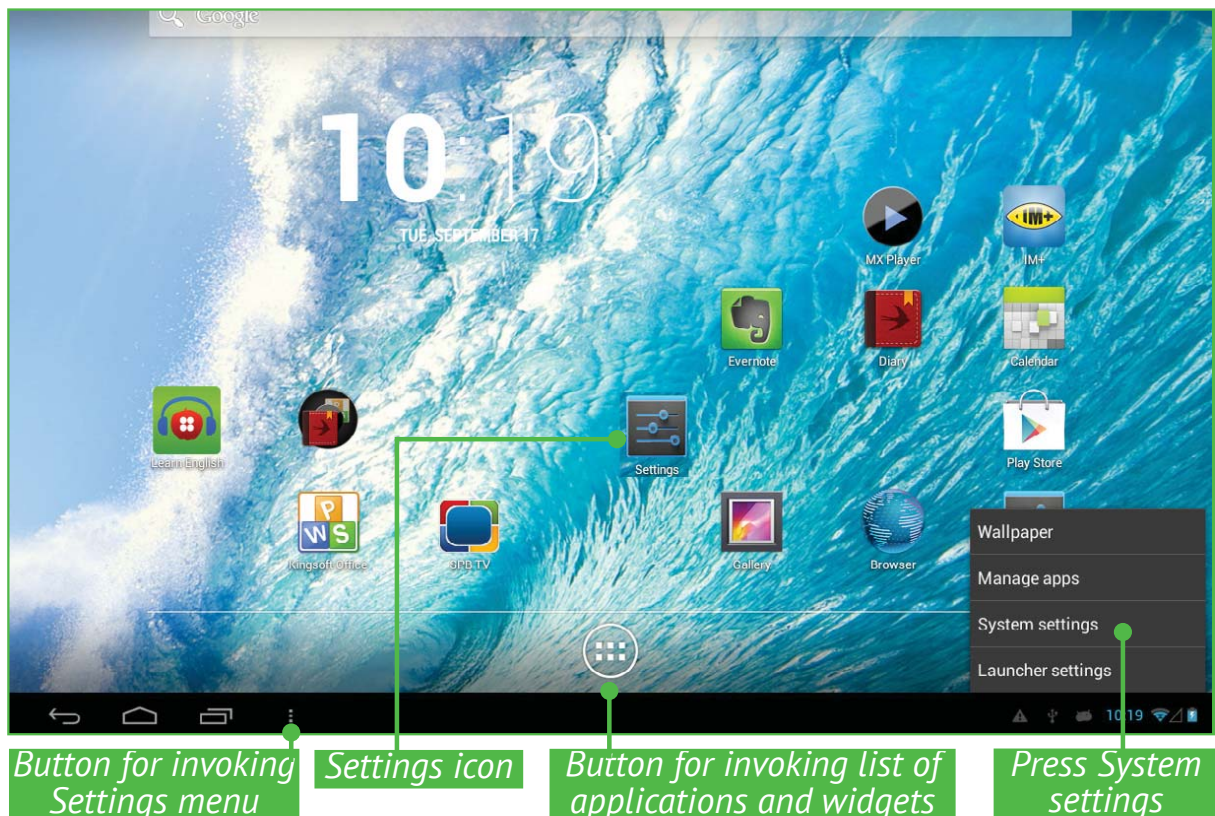 Google
10:19
TUE, SEPTEMBER 17
MX Player
IM+
IM+
Evernote
Diary
Calendar
Learn English
Settings
Play Store
P
W S
Kingsoft Office
SPB TV
Gallery
Browser
Wallpaper
Manage apps
System settings
Launcher settings
10:19
Button for invoking
Settings menu
Settings icon
Button for invoking list of
applications and widgets
Press System
settings